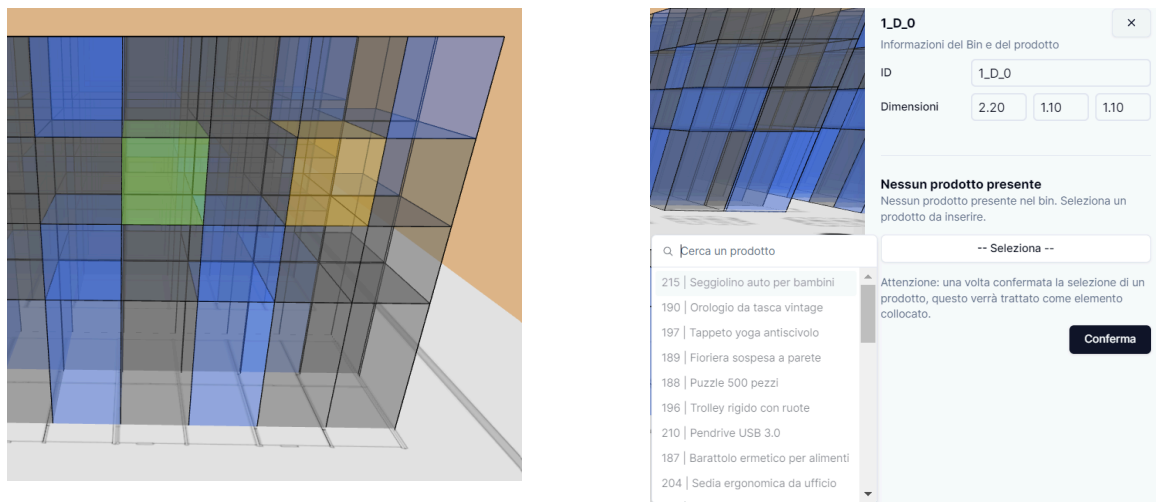 1_D_0
Informazioni del Bin e del prodotto
ID
1_D_0
Dimensioni
2.20
1.10
1.10
Nessun prodotto presente
Nessun prodotto presente nel bin. Seleziona un
prodotto da inserire.
-- Seleziona --
Attenzione: una volta confermata la selezione di un
prodotto, questo verrà trattato come elemento
collocato.
Conferma
Cerca un prodotto
215 | Seggiolino auto per bambini
190 | Orologio da tasca vintage
197 | Tappeto yoga antiscivolo
189 | Fioriera sospesa a parete
188 | Puzzle 500 pezzi
196 | Trolley rigido con ruote
210 | Pendrive USB 3.0
187 | Barattolo ermetico per alimenti
204 | Sedia ergonomica da ufficio